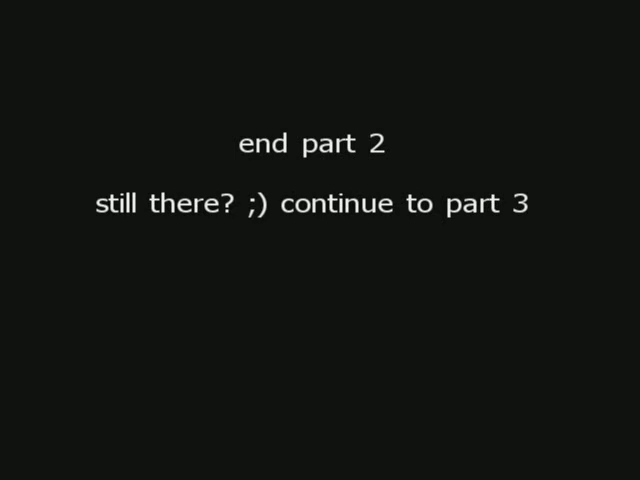 end part 2
still there? ;) continue to part 3